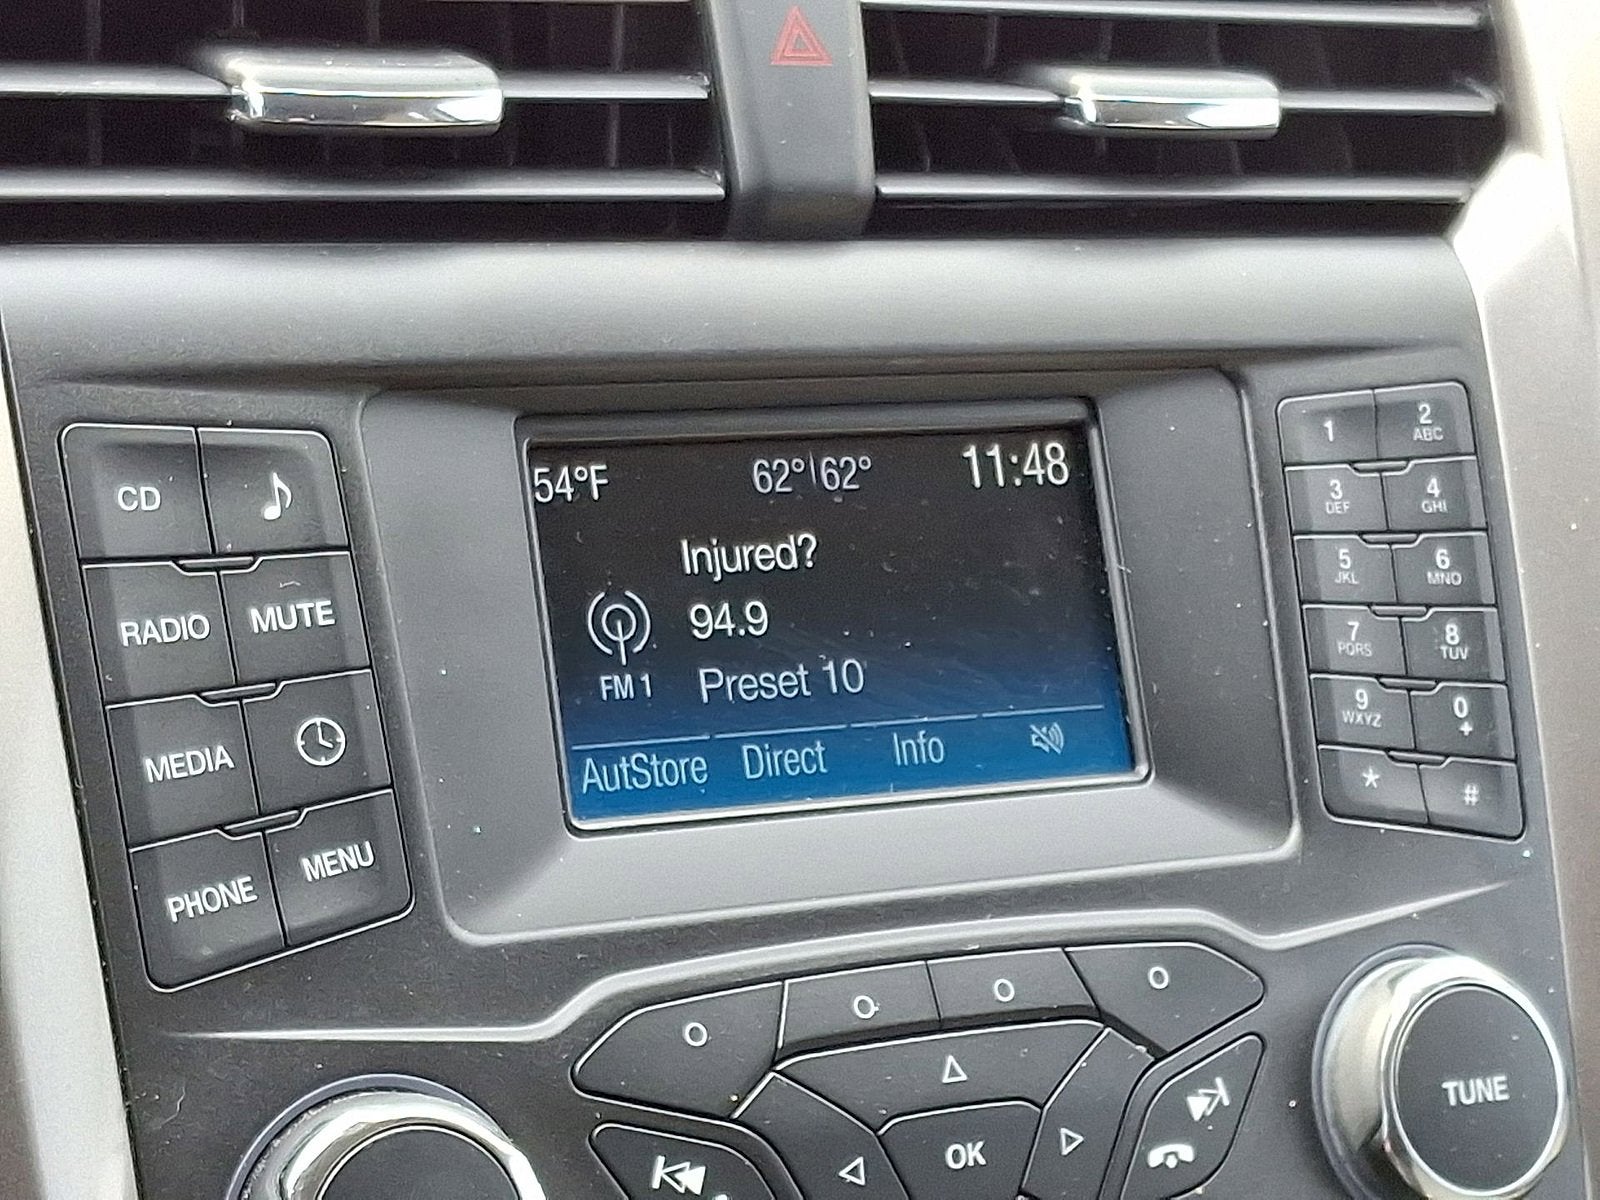 54°F 62° 62° 11:48
Injured?
94.9
FM 1 Preset 10
AutStore Direct Info
CD
RADIO MUTE
MEDIA
PHONE MENU
1 2 ABC
3 DEF 4 GHI
5 JKL 6 MNO
7 PQRS 8 TUV
9 WXYZ 0 +
* #
OK
TUNE